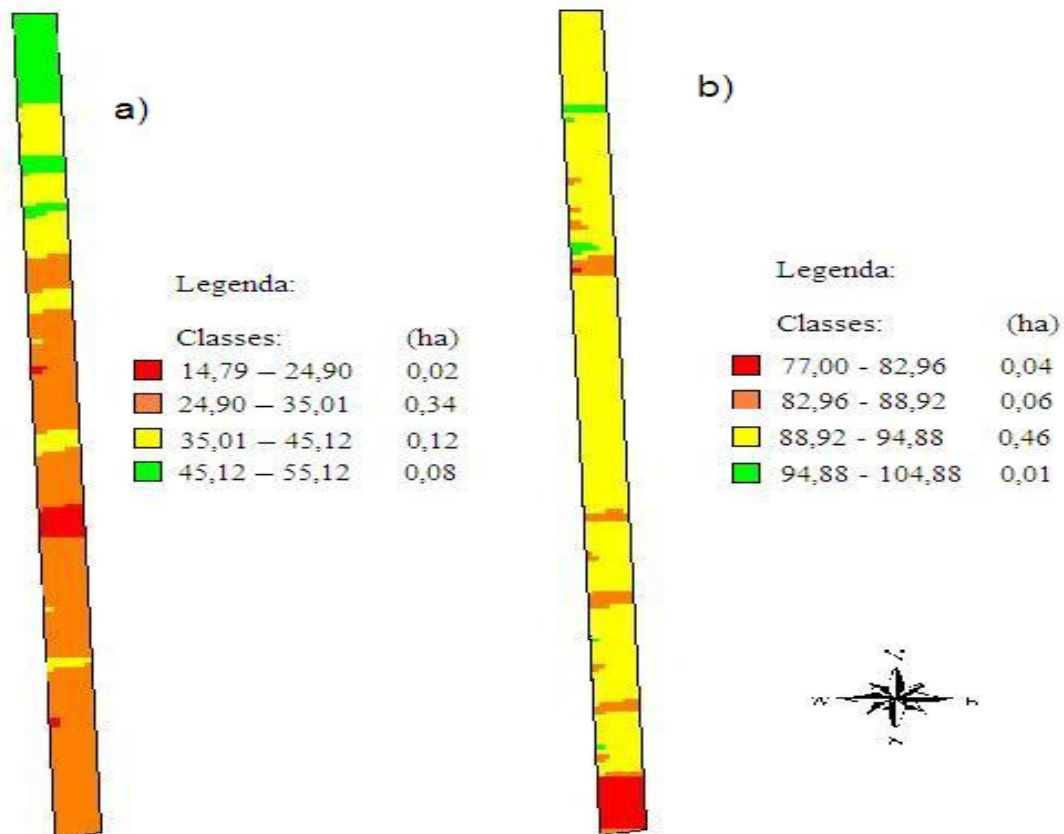 a)
Legenda:
Classes: (ha)
14,79 – 24,90 0,02
24,90 – 35,01 0,34
35,01 – 45,12 0,12
45,12 – 55,12 0,08
b)
Legenda:
Classes: (ha)
77,00 - 82,96 0,04
82,96 - 88,92 0,06
88,92 - 94,88 0,46
94,88 - 104,88 0,01
W